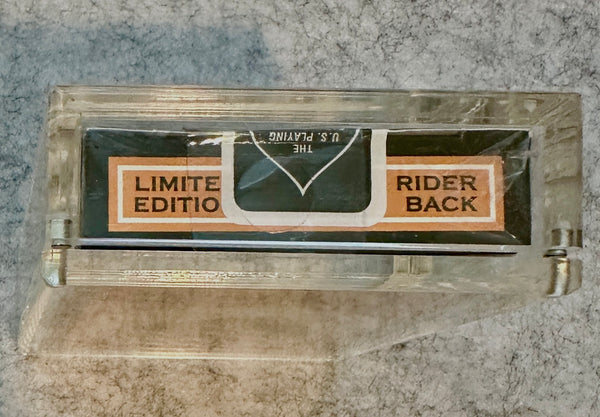 THE
U.S. PLAYING
LIMITE
EDITIO
RIDER
BACK